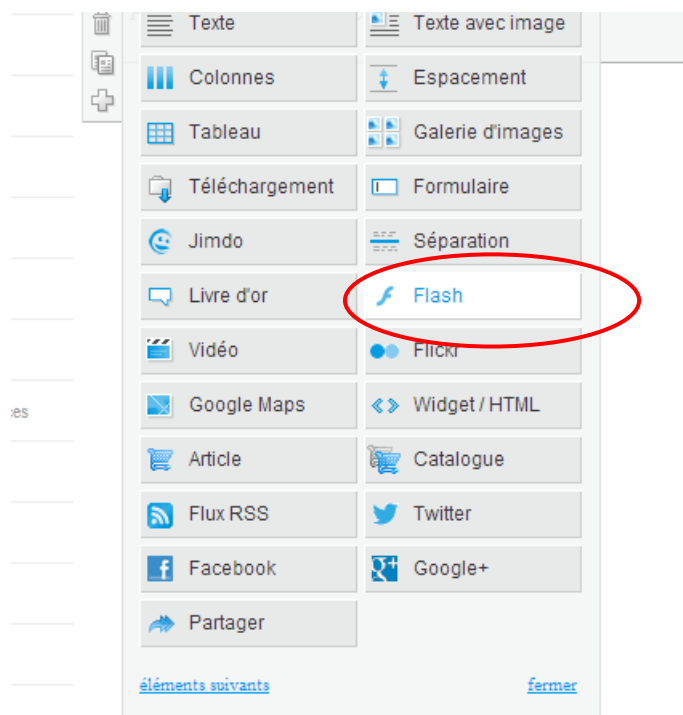 Texte
Texte avec image
Colonnes
Espacement
Tableau
Galerie d'images
Téléchargement
Formulaire
Jimdo
Séparation
Livre d'or
Flash
Vidéo
Flickr
Google Maps
Widget / HTML
Article
Catalogue
Flux RSS
Twitter
Facebook
Google+
Partager
éléments suivants
fermer